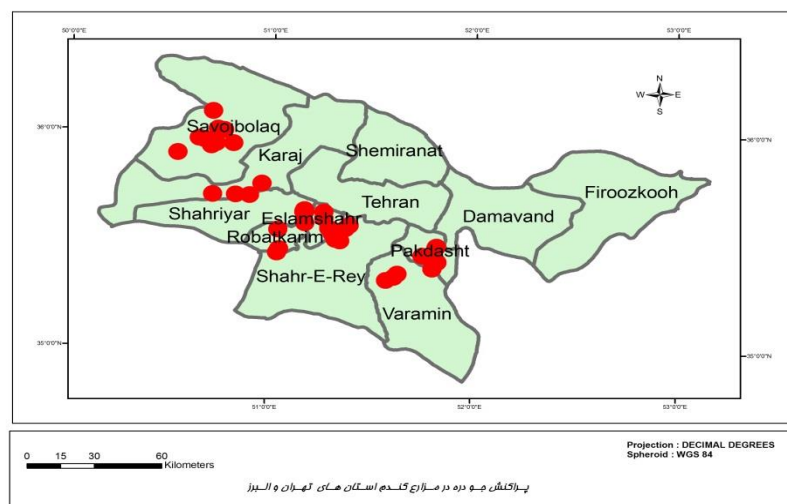 50°0'0"E 51°0'0"E 52°0'0"E 53°0'0"E
N
W E
S
36°0'0"N 36°0'0"N
Savojbolaq
Karaj
Shemiranat
Firoozkooh
Tehran
Damavand
Shahriyar
Eslamshahr
Robatkarim
Pakdasht
Shahr-E-Rey
Varamin
35°0'0"N 35°0'0"N
51°0'0"E 52°0'0"E 53°0'0"E
Projection : DECIMAL DEGREES
Spheroid : WGS 84
0 15 30 60
Kilometers
پراکنش جو دره در مزارع گندم استان های تهران و البرز